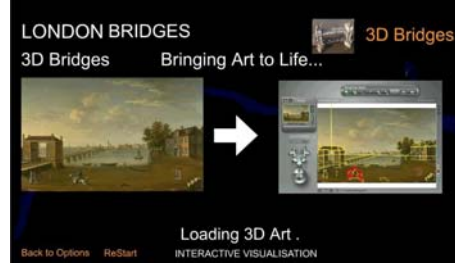 LONDON BRIDGES
3D Bridges
3D Bridges
Bringing Art to Life...
Loading 3D Art .
Back to Options
ReStart
INTERACTIVE VISUALISATION